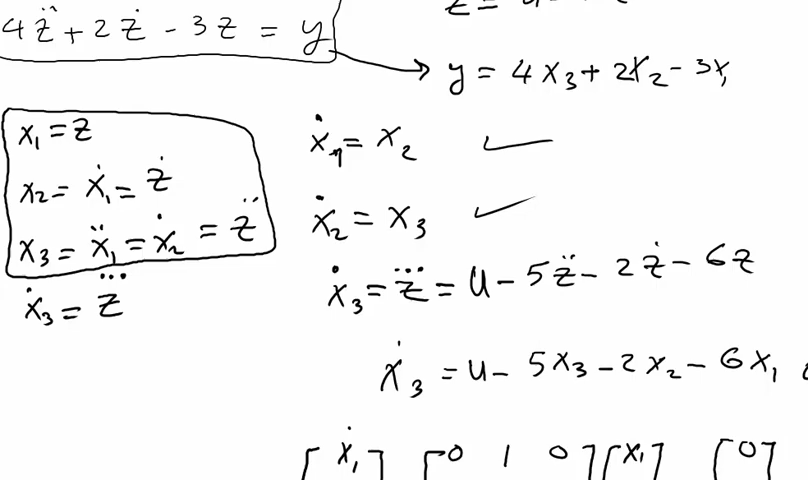 4z̈ + 2ż - 3z = y
y = 4x₃ + 2x₂ - 3x₁
x₁ = z
x₂ = ẋ₁ = ż
x₃ = ẍ₁ = ẋ₂ = z̈
ẋ₃ = z⃛
ẋ₁ = x₂ ✓
ẋ₂ = x₃ ✓
ẋ₃ = z⃛ = u - 5z̈ - 2ż - 6z
ẋ₃ = u - 5x₃ - 2x₂ - 6x₁
[ẋ₁] [0 1 0][x₁] [0]